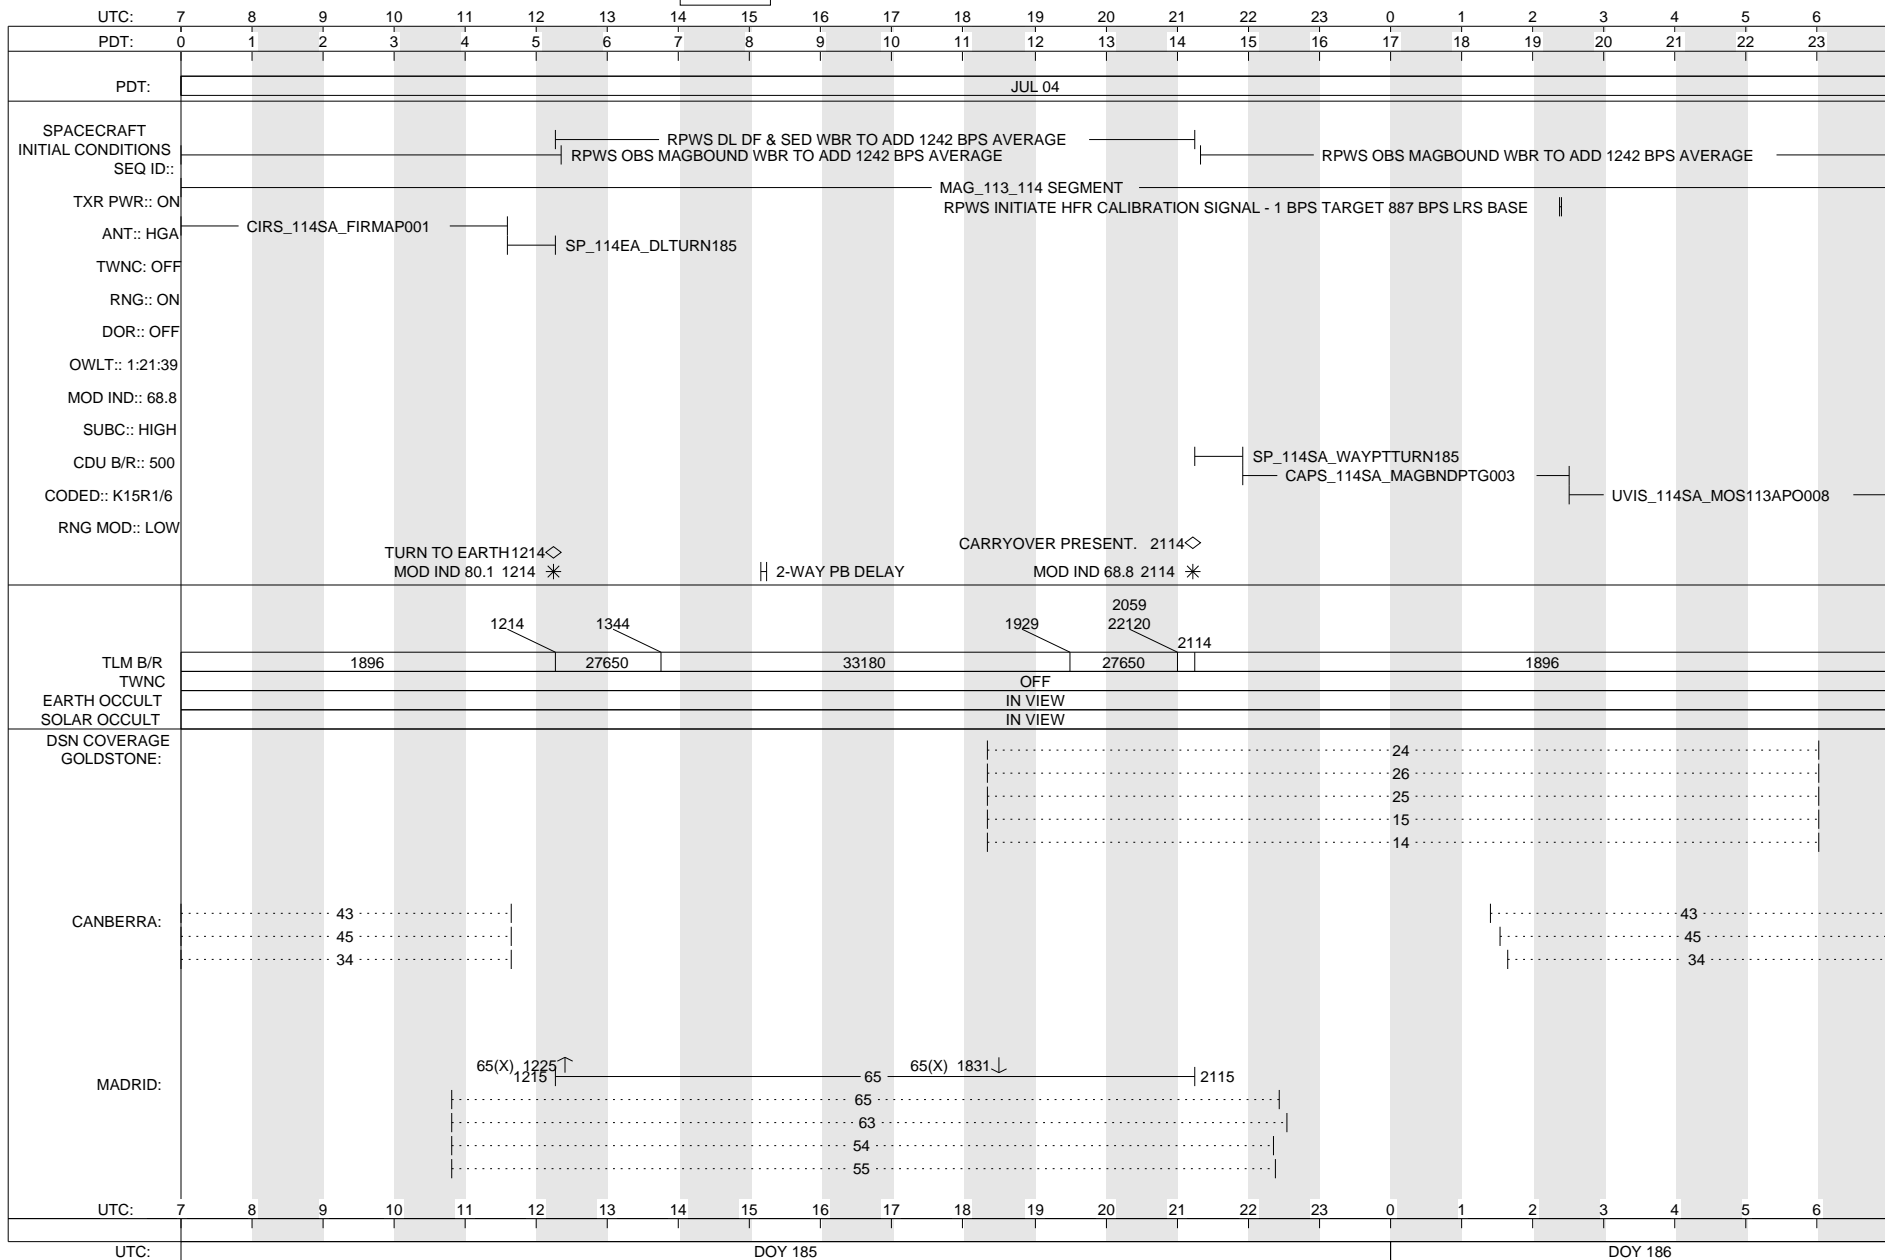 UTC: 7 8 9 10 11 12 13 14 15 16 17 18 19 20 21 22 23 0 1 2 3 4 5 6
PDT: 0 1 2 3 4 5 6 7 8 9 10 11 12 13 14 15 16 17 18 19 20 21 22 23
PDT: JUL 04
SPACECRAFT
INITIAL CONDITIONS
SEQ ID::
RPWS DL DF & SED WBR TO ADD 1242 BPS AVERAGE
RPWS OBS MAGBOUND WBR TO ADD 1242 BPS AVERAGE
RPWS OBS MAGBOUND WBR TO ADD 1242 BPS AVERAGE
MAG_113_114 SEGMENT
TXR PWR:: ON
RPWS INITIATE HFR CALIBRATION SIGNAL - 1 BPS TARGET 887 BPS LRS BASE
CIRS_114SA_FIRMAP001
ANT:: HGA
SP_114EA_DLTURN185
TWNC: OFF
RNG:: ON
DOR:: OFF
OWLT:: 1:21:39
MOD IND:: 68.8
SUBC:: HIGH
SP_114SA_WAYPTTURN185
CDU B/R:: 500
CAPS_114SA_MAGBNDPTG003
CODED:: K15R1/6
UVIS_114SA_MOS113APO008
RNG MOD:: LOW
TURN TO EARTH 1214
CARRYOVER PRESENT. 2114
MOD IND 80.1 1214
2-WAY PB DELAY
MOD IND 68.8 2114
2059
1214 1344 1929 22120
2114
TLM B/R 1896 27650 33180 27650 1896
TWNC OFF
EARTH OCCULT IN VIEW
SOLAR OCCULT IN VIEW
DSN COVERAGE
GOLDSTONE:
24
26
25
15
14
CANBERRA:
43 43
45 45
34 34
MADRID:
65(X) 1225 65(X) 1831
1215 65 2115
65
63
54
55
UTC: 7 8 9 10 11 12 13 14 15 16 17 18 19 20 21 22 23 0 1 2 3 4 5 6
UTC: DOY 185 DOY 186